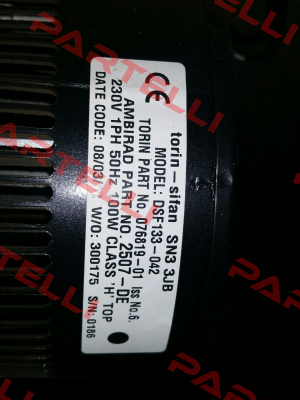 PARTELLI
CE torin-sifan SN3 3JB
MODEL: DSF133-042
TORIN PART No. 076819-01 Iss No.6.
AMBIRAD PART NO. 2507-DE
230V 1PH 50Hz 100W CLASS 'H' TOP
DATE CODE: 08/03 W/O: 300175 S/N: 0186
PARTELLI
PARTELLI